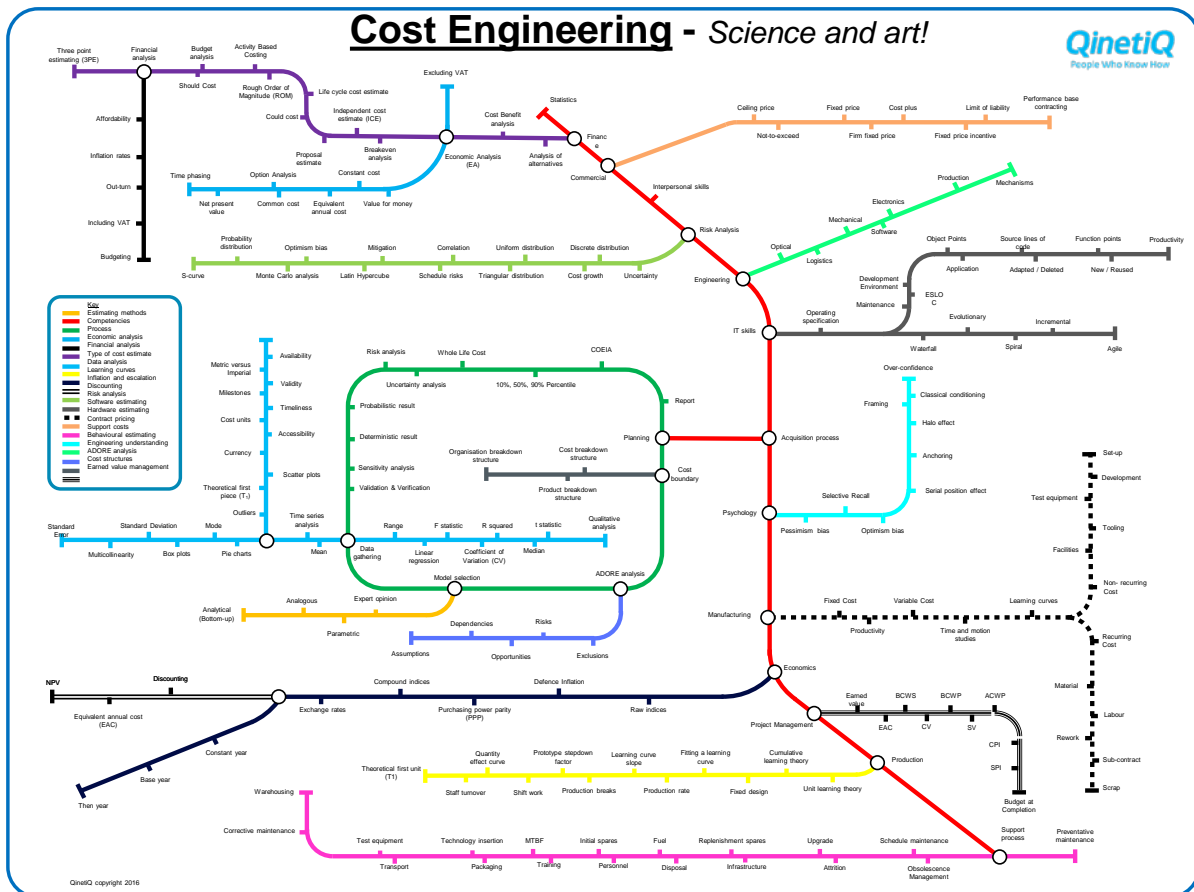 Cost Engineering - Science and art!
QinetiQ
People Who Know How
Three point
estimating (3PE)
Financial
analysis
Budget
analysis
Activity Based
Costing
Should Cost
Rough Order of
Magnitude (ROM)
Life cycle cost estimate
Could cost
Independent cost
estimate (ICE)
Proposal
estimate
Breakeven
analysis
Excluding VAT
Economic Analysis
(EA)
Cost Benefit
analysis
Analysis of
alternatives
Statistics
Financ
e
Commercial
Ceiling price
Not-to-exceed
Fixed price
Firm fixed price
Cost plus
Fixed price incentive
Limit of liability
Performance base
contracting
Affordability
Inflation rates
Out-turn
Including VAT
Budgeting
Time phasing
Net present
value
Option Analysis
Common cost
Constant cost
Equivalent
annual cost
Value for money
Interpersonal skills
Risk Analysis
S-curve
Probability
distribution
Monte Carlo analysis
Optimism bias
Latin Hypercube
Mitigation
Correlation
Schedule risks
Uniform distribution
Triangular distribution
Discrete distribution
Cost growth
Uncertainty
Engineering
Optical
Logistics
Mechanical
Software
Electronics
Production
Mechanisms
Object Points
Application
Source lines of
code
Adapted / Deleted
Function points
New / Reused
Productivity
Development
Environment
ESLO
C
Maintenance
IT skills
Operating
specification
Waterfall
Evolutionary
Spiral
Incremental
Agile
Key
Estimating methods
Competencies
Process
Economic analysis
Financial analysis
Type of cost estimate
Data analysis
Learning curves
Inflation and escalation
Discounting
Risk analysis
Software estimating
Hardware estimating
Contract pricing
Support costs
Behavioural estimating
Engineering understanding
ADORE analysis
Cost structures
Earned value management
Availability
Metric versus
Imperial
Validity
Milestones
Timeliness
Cost units
Accessibility
Currency
Scatter plots
Theoretical first
piece (T₁)
Outliers
Standard
Error
Multicollinearity
Standard Deviation
Box plots
Mode
Pie charts
Time series
analysis
Mean
Data
gathering
Range
Linear
regression
F statistic
Coefficient of
Variation (CV)
R squared
t statistic
Median
Qualitative
analysis
Risk analysis
Uncertainty analysis
Whole Life Cost
10%, 50%, 90% Percentile
COEIA
Report
Probabilistic result
Deterministic result
Sensitivity analysis
Validation & Verification
Planning
Cost
boundary
Organisation breakdown
structure
Cost breakdown
structure
Product breakdown
structure
Acquisition process
Over-confidence
Classical conditioning
Framing
Halo effect
Anchoring
Serial position effect
Psychology
Pessimism bias
Selective Recall
Optimism bias
Model selection
Analytical
(Bottom-up)
Analogous
Parametric
Expert opinion
ADORE analysis
Assumptions
Dependencies
Opportunities
Risks
Exclusions
Manufacturing
Fixed Cost
Productivity
Variable Cost
Time and motion
studies
Learning curves
Set-up
Development
Test equipment
Tooling
Facilities
Non- recurring
Cost
Recurring
Cost
Material
Labour
Rework
Sub-contract
Scrap
Economics
NPV
Equivalent annual cost
(EAC)
Discounting
Exchange rates
Compound indices
Purchasing power parity
(PPP)
Defence Inflation
Raw indices
Constant year
Base year
Then year
Project Management
Earned
value
EAC
BCWS
CV
BCWP
SV
ACWP
CPI
SPI
Budget at
Completion
Production
Theoretical first unit
(T1)
Staff turnover
Quantity
effect curve
Shift work
Prototype stepdown
factor
Production breaks
Learning curve
slope
Production rate
Fitting a learning
curve
Fixed design
Cumulative
learning theory
Unit learning theory
Warehousing
Corrective maintenance
Test equipment
Transport
Technology insertion
Packaging
MTBF
Training
Initial spares
Personnel
Fuel
Disposal
Replenishment spares
Infrastructure
Upgrade
Attrition
Schedule maintenance
Obsolescence
Management
Support
process
Preventative
maintenance
QinetiQ copyright 2016